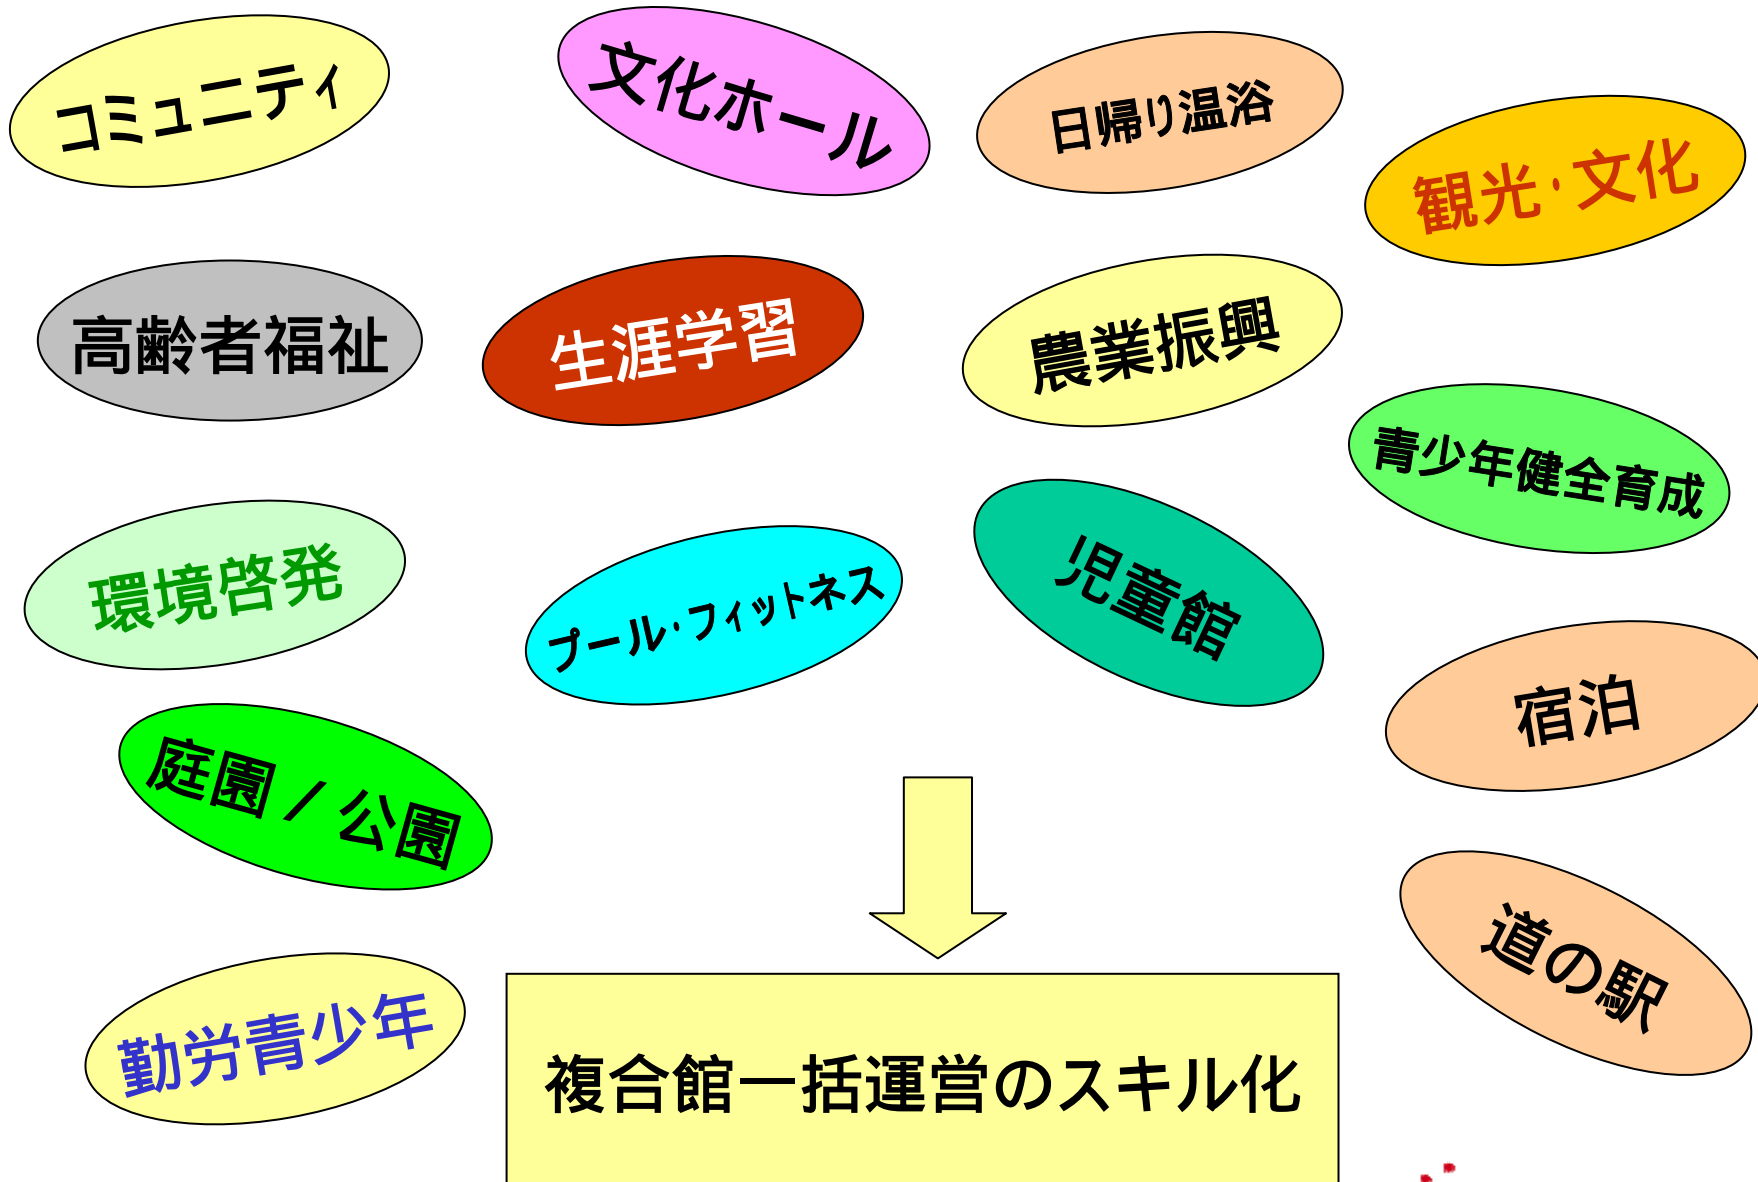 コミュニティ
文化ホール
日帰り温浴
観光・文化
高齢者福祉
生涯学習
農業振興
青少年健全育成
環境啓発
プール・フィットネス
児童館
宿泊
庭園／公園
道の駅
勤労青少年
複合館一括運営のスキル化